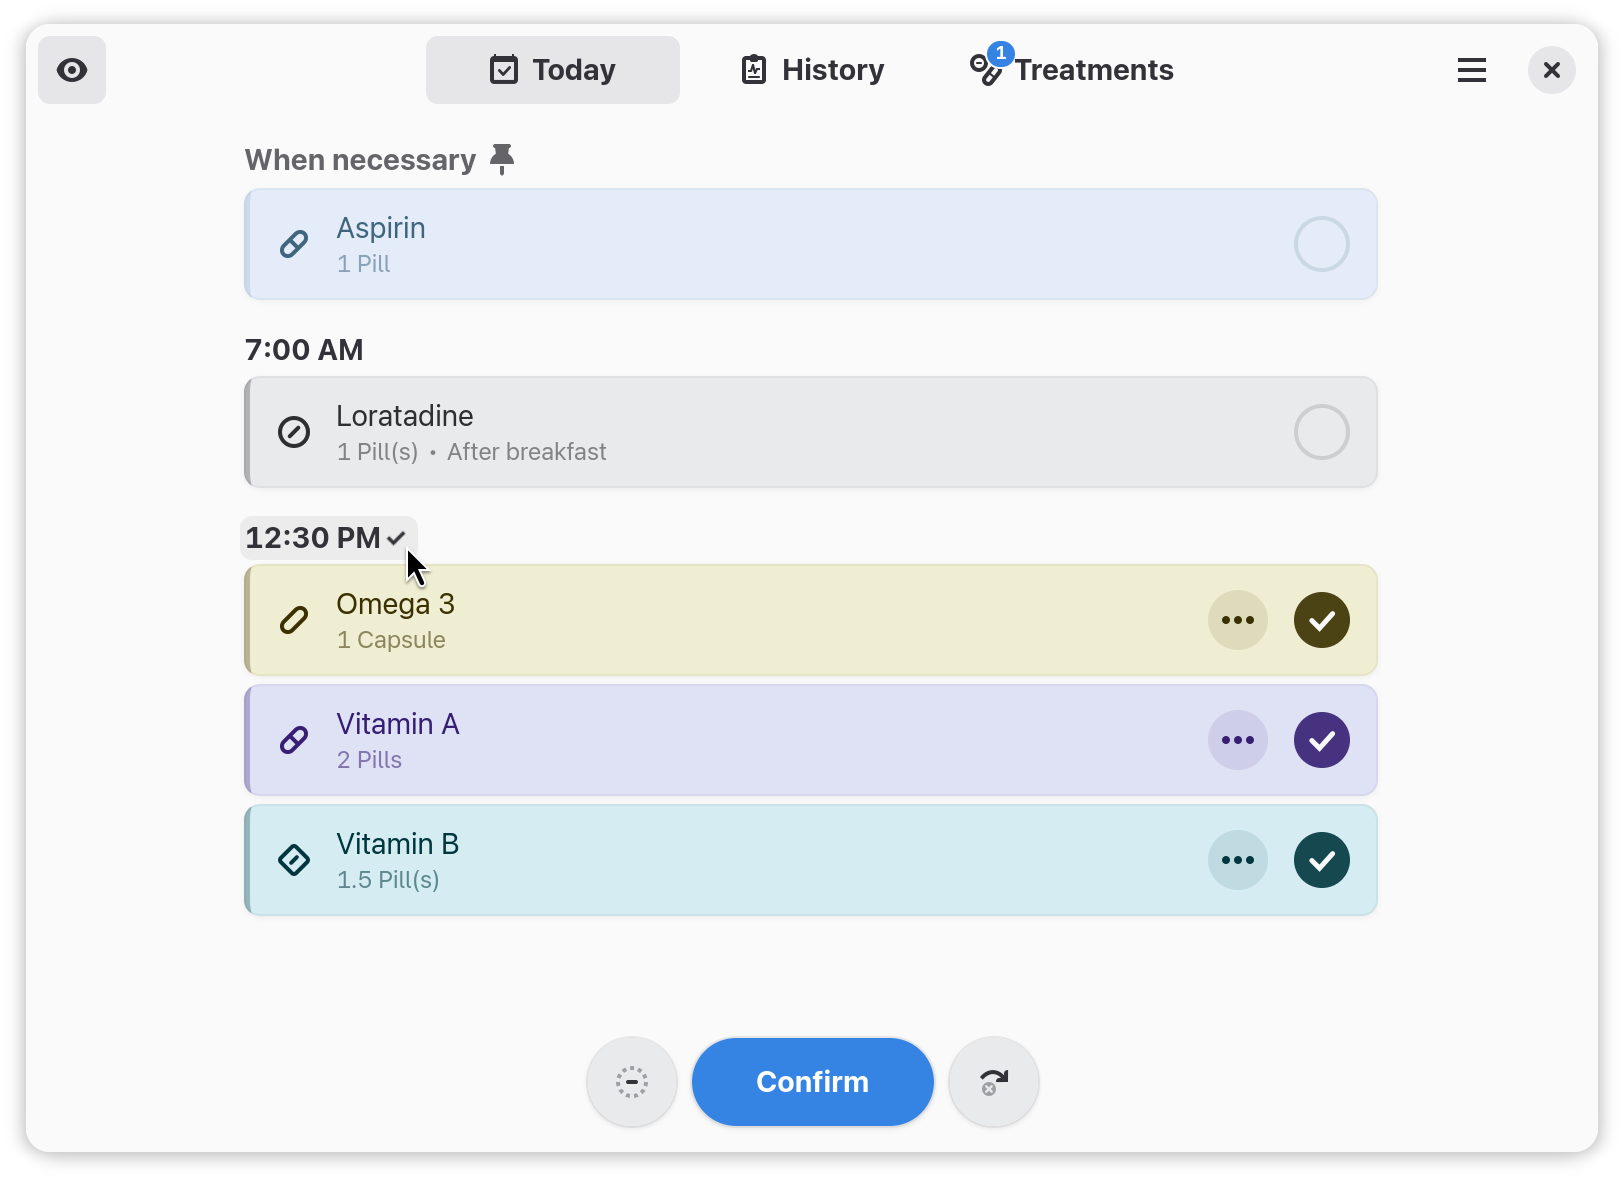 Today
History
1
Treatments
When necessary
Aspirin
1 Pill
7:00 AM
Loratadine
1 Pill(s) • After breakfast
12:30 PM
Omega 3
1 Capsule
Vitamin A
2 Pills
Vitamin B
1.5 Pill(s)
Confirm